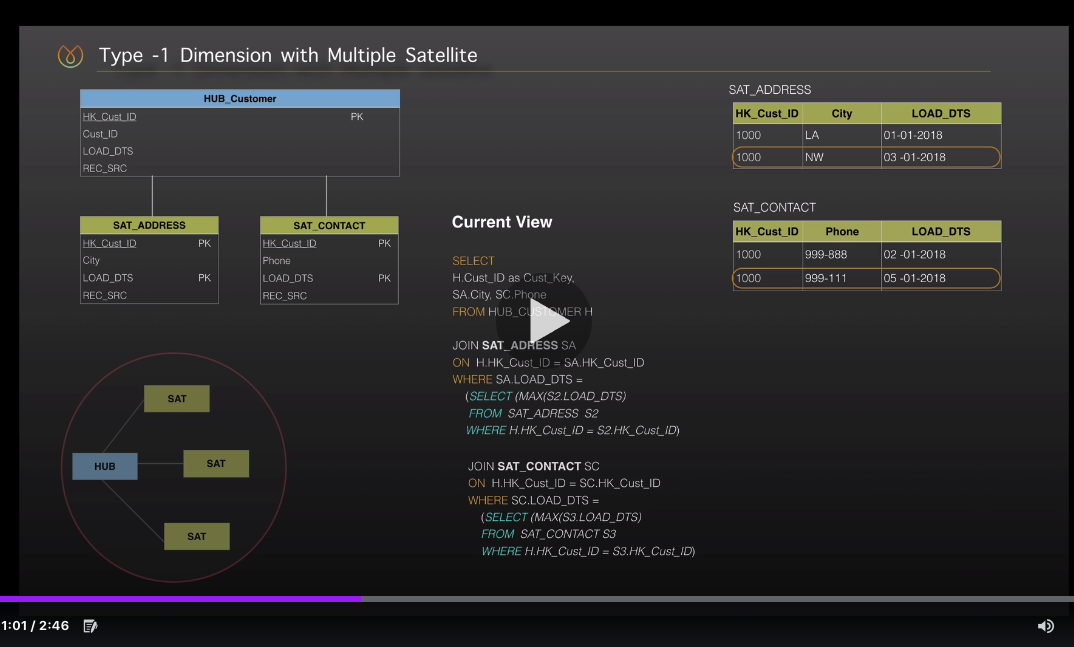 Type -1 Dimension with Multiple Satellite
HUB_Customer
HK_Cust_ID PK
Cust_ID
LOAD_DTS
REC_SRC
SAT_ADDRESS
HK_Cust_ID PK
City
LOAD_DTS PK
REC_SRC
SAT_CONTACT
HK_Cust_ID PK
Phone
LOAD_DTS PK
REC_SRC
HUB
SAT
SAT
SAT
Current View
SELECT
H.Cust_ID as Cust_Key,
SA.City, SC.Phone
FROM HUB_CUSTOMER H
JOIN SAT_ADRESS SA
ON H.HK_Cust_ID = SA.HK_Cust_ID
WHERE SA.LOAD_DTS =
(SELECT (MAX(S2.LOAD_DTS)
FROM SAT_ADRESS S2
WHERE H.HK_Cust_ID = S2.HK_Cust_ID)
JOIN SAT_CONTACT SC
ON H.HK_Cust_ID = SC.HK_Cust_ID
WHERE SC.LOAD_DTS =
(SELECT (MAX(S3.LOAD_DTS)
FROM SAT_CONTACT S3
WHERE H.HK_Cust_ID = S3.HK_Cust_ID)
SAT_ADDRESS
HK_Cust_ID City LOAD_DTS
1000 LA 01-01-2018
1000 NW 03 -01-2018
SAT_CONTACT
HK_Cust_ID Phone LOAD_DTS
1000 999-888 02 -01-2018
1000 999-111 05 -01-2018
1:01 / 2:46